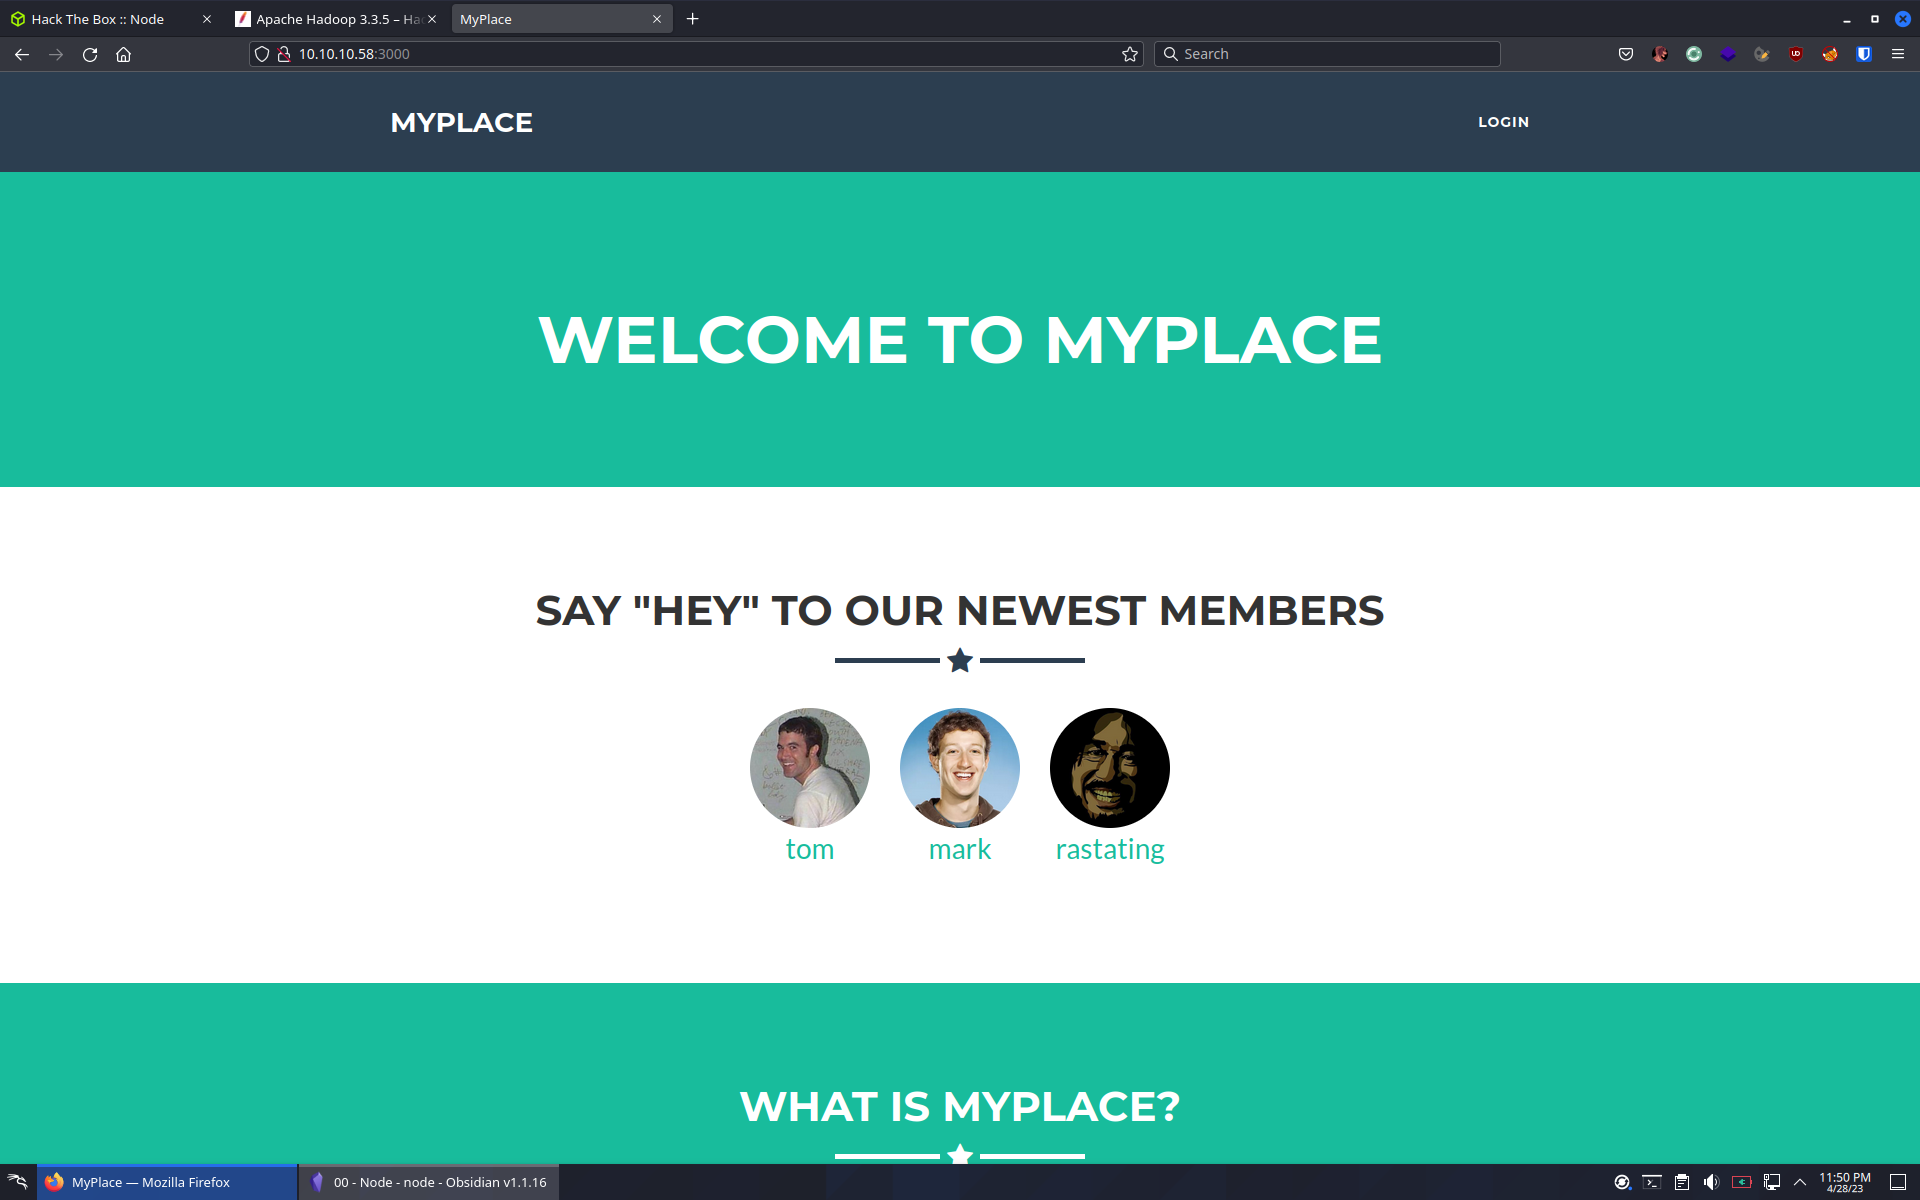 Hack The Box :: Node
Apache Hadoop 3.3.5 – Ha
MyPlace
10.10.10.58:3000
Search
MYPLACE
LOGIN
WELCOME TO MYPLACE
SAY "HEY" TO OUR NEWEST MEMBERS
tom
mark
rastating
WHAT IS MYPLACE?
MyPlace — Mozilla Firefox
00 - Node - node - Obsidian v1.1.16
11:50 PM
4/28/23